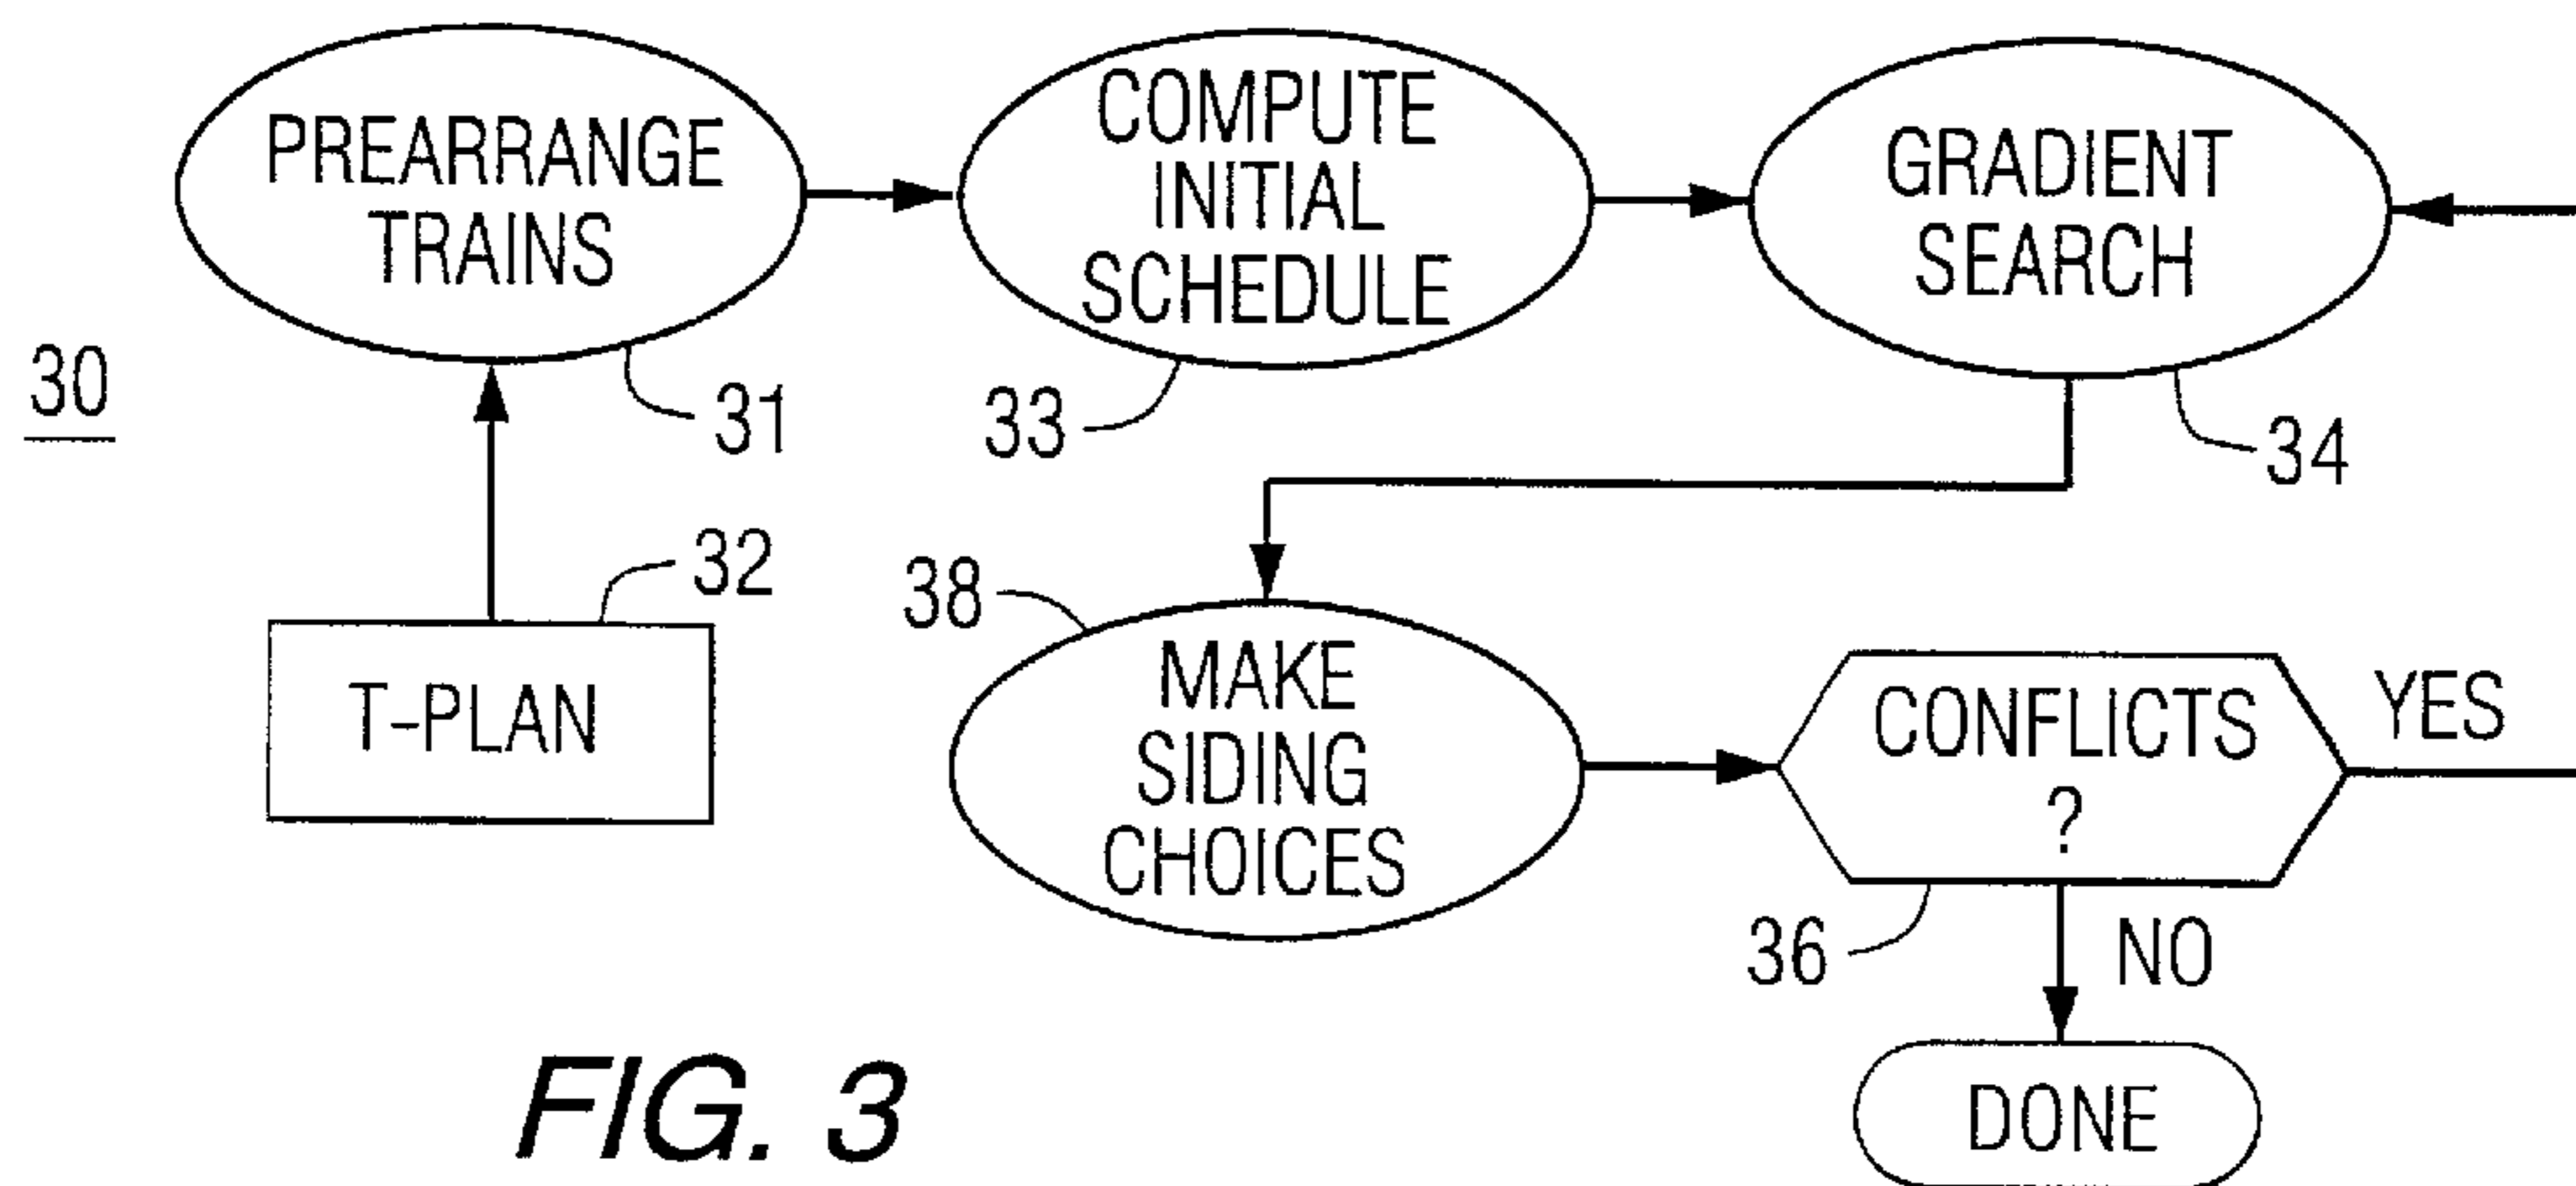 PREARRANGE
TRAINS
COMPUTE
INITIAL
SCHEDULE
GRADIENT
SEARCH
30
31
33
34
32
T-PLAN
38
MAKE
SIDING
CHOICES
CONFLICTS
?
YES
36
NO
DONE
FIG. 3